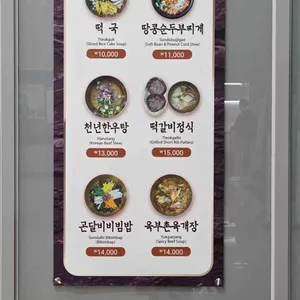 떡 국
Tteokguk
(Sliced Rice Cake Soup)
₩10,000
땅콩순두부찌개
Sundubujjigae
(Soft Bean & Peanut Curd Stew)
₩11,000
천년한우탕
Hanutang
(Korean Beef Stew)
₩13,000
떡갈비정식
Tteokgalbi
(Grilled Short Rib Patties)
₩15,000
곤달비비빔밥
Gondalbi Bibimbap
(Bibimbap)
₩14,000
육부촌육개장
Yukgaejang
(Spicy Beef Soup)
₩14,000